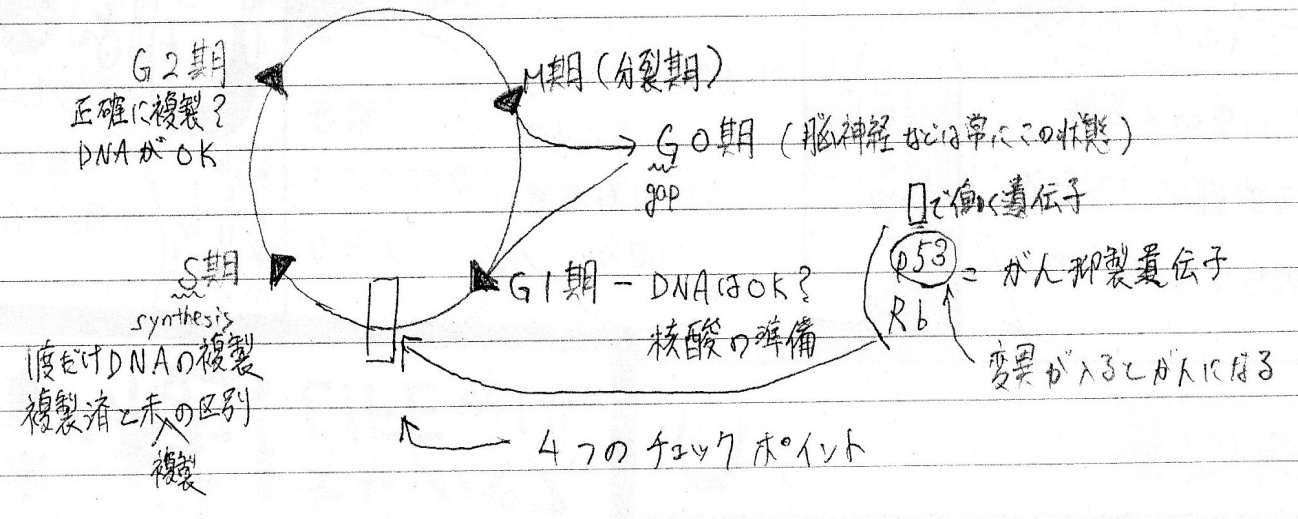 G2期
正確に複製?
DNAがOK
M期(分裂期)
G0期(脳神経などは常にこの状態)
gap
▯で働く遺伝子
P53 = がん抑製遺伝子
Rb
変異が入るとがんになる
G1期 - DNAはOK?
核酸の準備
S期
synthesis
1度だけDNAの複製
複製済と未複製の区別
4つのチェックポイント